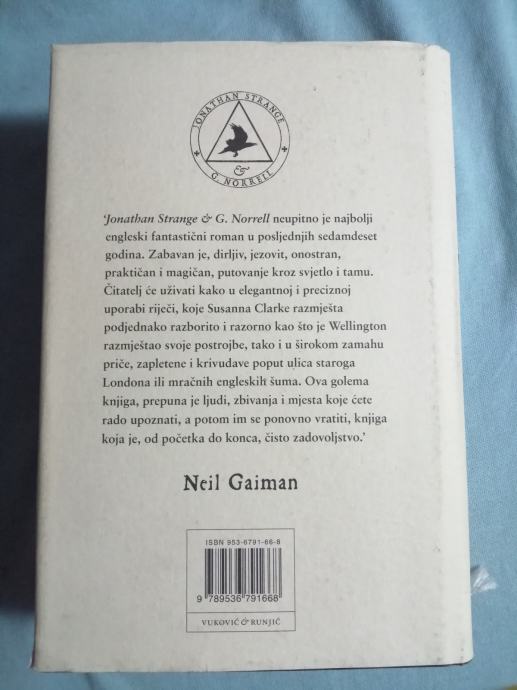 JONATHAN STRANGE
&
G. NORRELL
'Jonathan Strange & G. Norrell neupitno je najbolji
engleski fantastični roman u posljednjih sedamdeset
godina. Zabavan je, dirljiv, jezovit, onostran,
praktičan i magičan, putovanje kroz svjetlo i tamu.
Čitatelj će uživati kako u elegantnoj i preciznoj
uporabi riječi, koje Susanna Clarke razmješta
podjednako razborito i razorno kao što je Wellington
razmještao svoje postrojbe, tako i u širokom zamahu
priče, zapletene i krivudave poput ulica staroga
Londona ili mračnih engleskih šuma. Ova golema
knjiga, prepuna je ljudi, zbivanja i mjesta koje ćete
rado upoznati, a potom im se ponovno vratiti, knjiga
koja je, od početka do konca, čisto zadovoljstvo.'
Neil Gaiman
ISBN 953-6791-66-8
9 789536 791668
VUKOVIĆ & RUNJIĆ